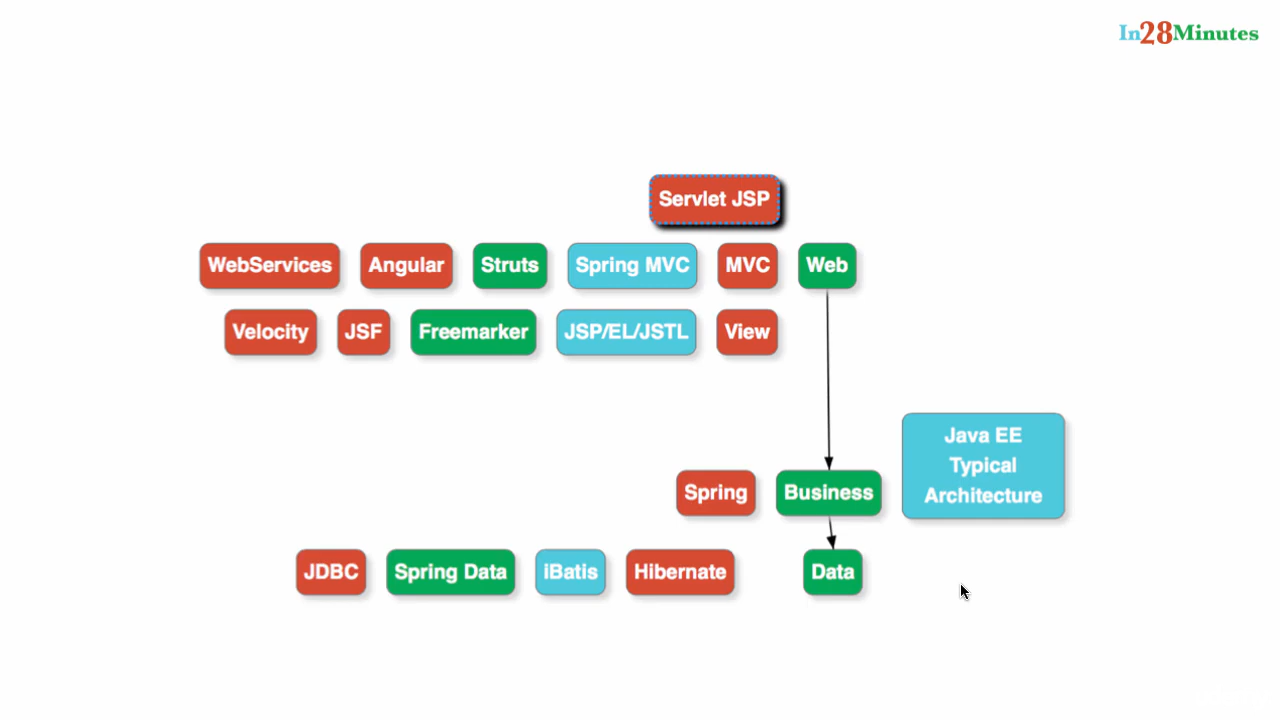 In28Minutes
Servlet JSP
WebServices
Angular
Struts
Spring MVC
MVC
Web
Velocity
JSF
Freemarker
JSP/EL/JSTL
View
Java EE
Typical
Architecture
Spring
Business
JDBC
Spring Data
iBatis
Hibernate
Data